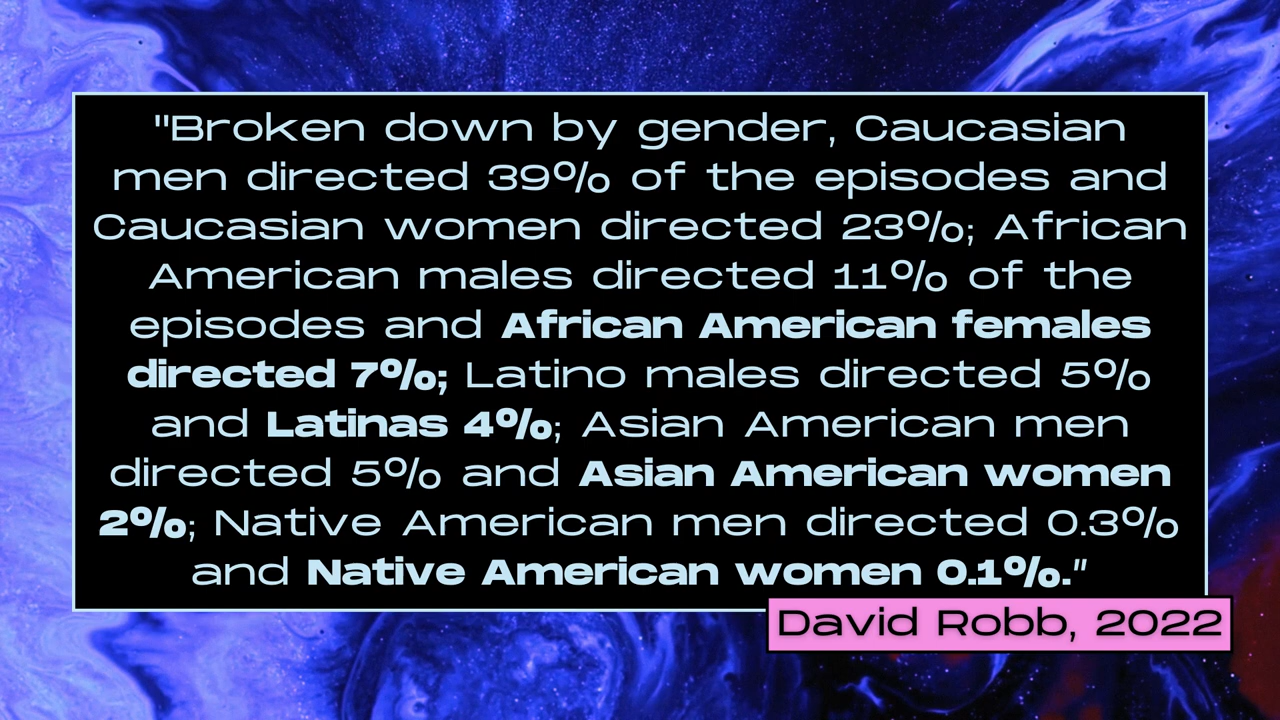 "Broken down by gender, Caucasian
men directed 39% of the episodes and
Caucasian women directed 23%; African
American males directed 11% of the
episodes and African American females
directed 7%; Latino males directed 5%
and Latinas 4%; Asian American men
directed 5% and Asian American women
2%; Native American men directed 0.3%
and Native American women 0.1%.”
David Robb, 2022